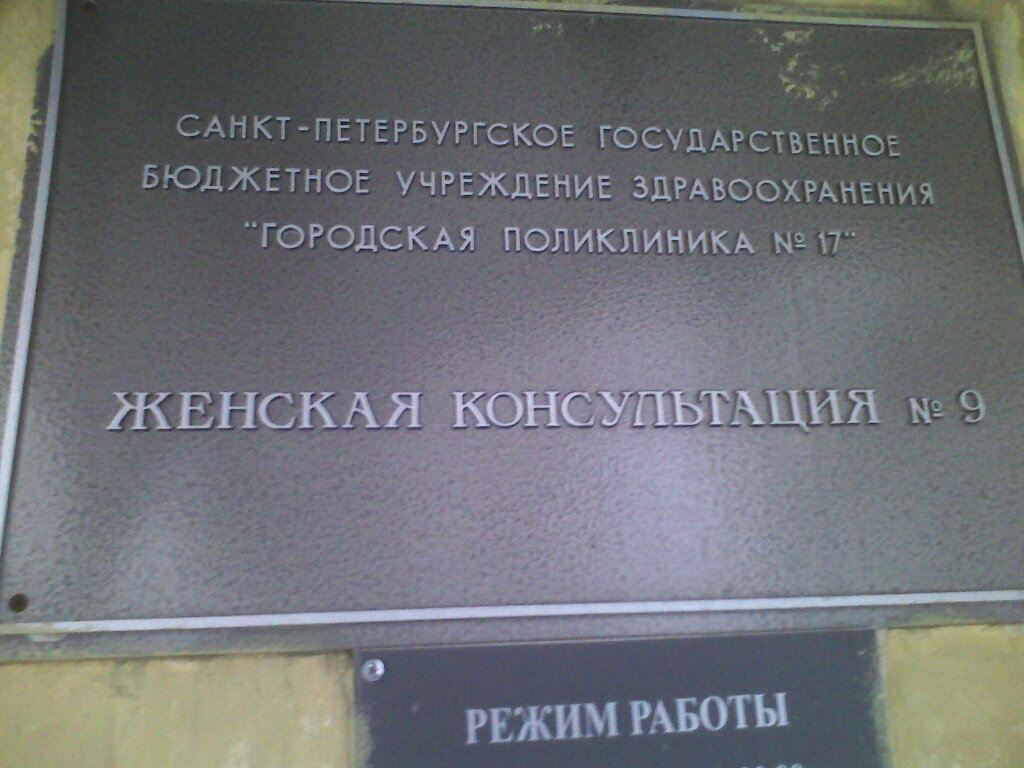 САНКТ-ПЕТЕРБУРГСКОЕ ГОСУДАРСТВЕННОЕ
БЮДЖЕТНОЕ УЧРЕЖДЕНИЕ ЗДРАВООХРАНЕНИЯ
"ГОРОДСКАЯ ПОЛИКЛИНИКА № 17"
ЖЕНСКАЯ КОНСУЛЬТАЦИЯ № 9
РЕЖИМ РАБОТЫ